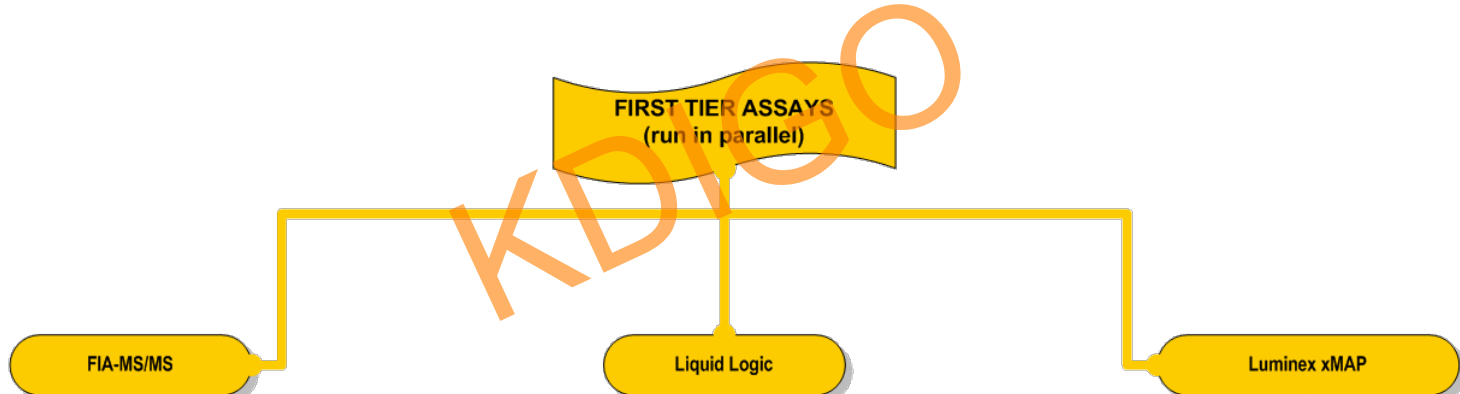 FIRST TIER ASSAYS
(run in parallel)
KDIGO
FIA-MS/MS
Liquid Logic
Luminex xMAP